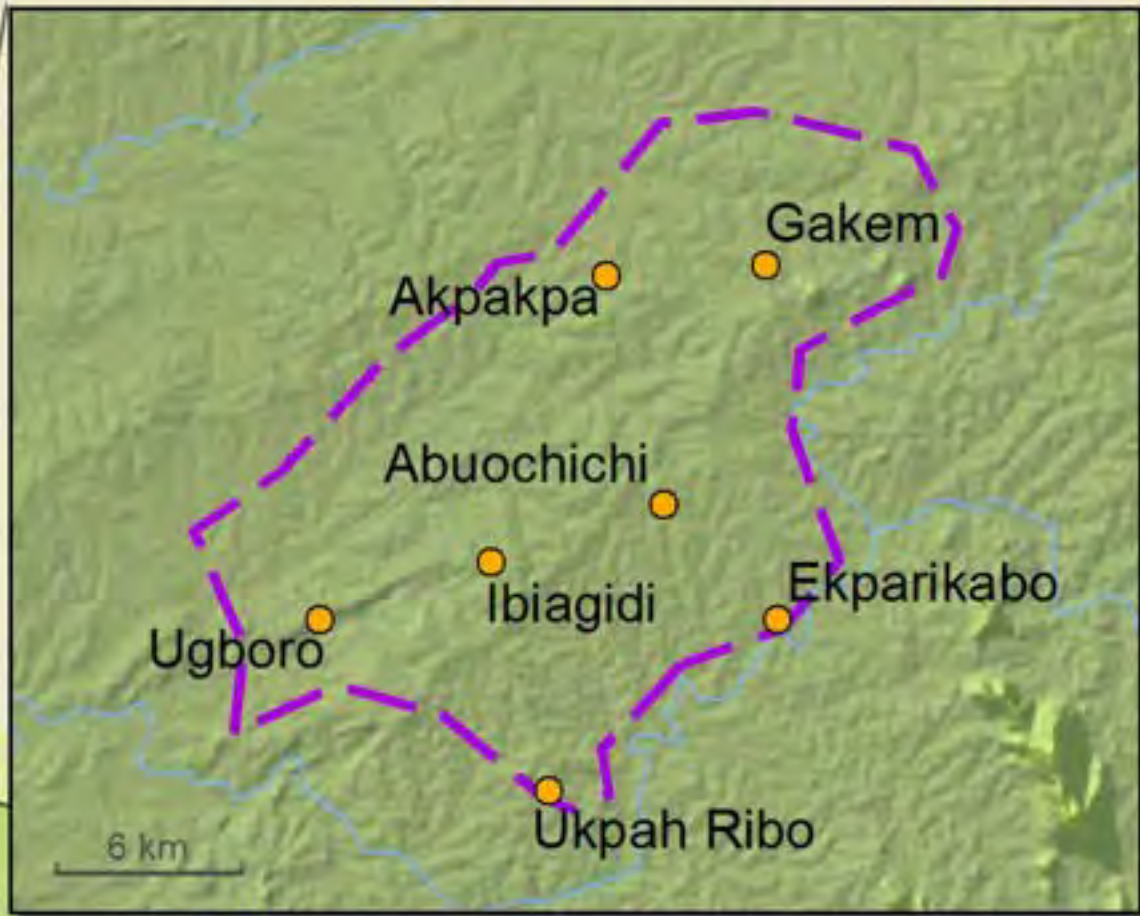 Gakem
Akpakpa
Abuochichi
Ekparikabo
Ibiagidi
Ugboro
Ukpah Ribo
6 km